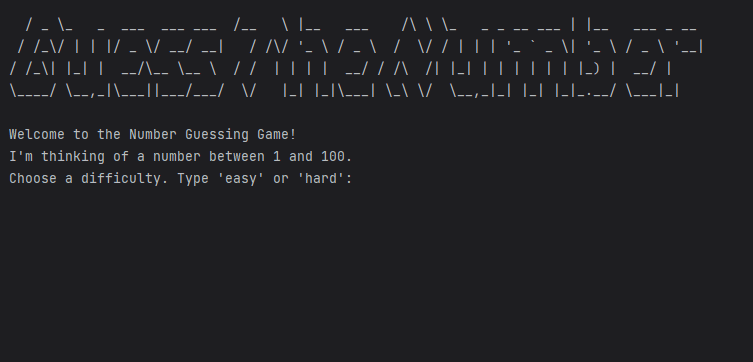 / _ \_   _  ___  ___ ___  /__   \ |__   ___    /\ \ \_   _ _ __ ___ | |__   ___ _ __
 / /_\/ | | |/ _ \/ __/ __|   / /\/ '_ \ / _ \  /  \/ / | | | '_ ` _ \| '_ \ / _ \ '__|
/ /_\| |_| |  __/\__ \__ \  / /  | | | |  __/ / /\  /| |_| | | | | | | |_) |  __/ |
\____/ \__,_|\___||___/___/  \/   |_| |_|\___| \_\ \/  \__,_|_| |_| |_|_.__/ \___|_|
Welcome to the Number Guessing Game!
I'm thinking of a number between 1 and 100.
Choose a difficulty. Type 'easy' or 'hard':